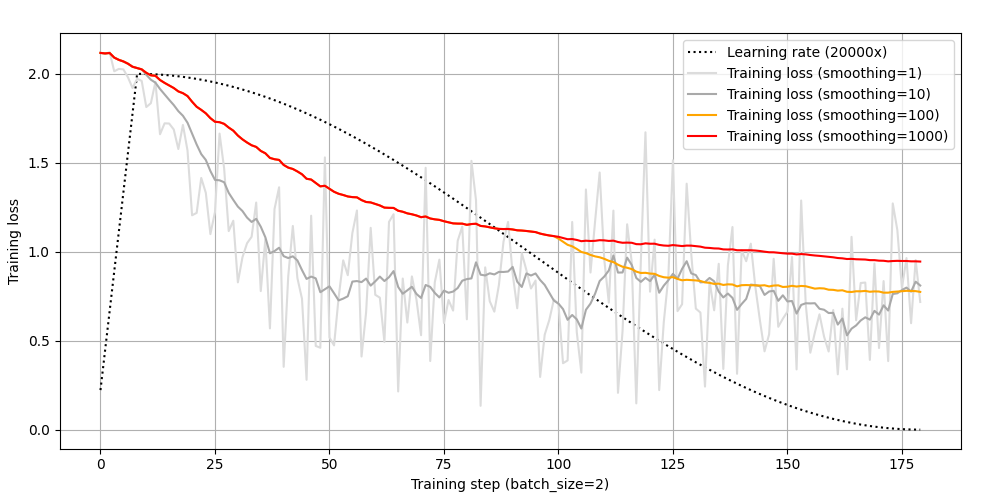 Learning rate (20000x)
Training loss (smoothing=1)
Training loss (smoothing=10)
Training loss (smoothing=100)
Training loss (smoothing=1000)
2.0
1.5
1.0
0.5
0.0
Training loss
0 25 50 75 100 125 150 175
Training step (batch_size=2)